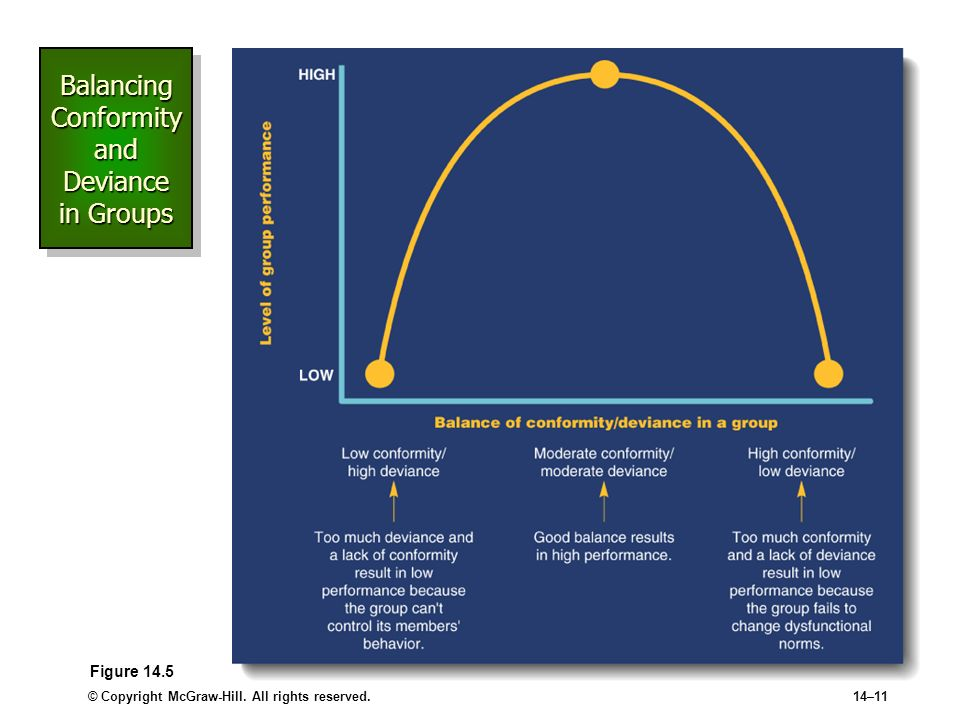 Balancing
Conformity
and
Deviance
in Groups
HIGH
Level of group performance
LOW
Balance of conformity/deviance in a group
Low conformity/
high deviance
Too much deviance and
a lack of conformity
result in low
performance because
the group can't
control its members'
behavior.
Moderate conformity/
moderate deviance
Good balance results
in high performance.
High conformity/
low deviance
Too much conformity
and a lack of deviance
result in low
performance because
the group fails to
change dysfunctional
norms.
Figure 14.5
© Copyright McGraw-Hill. All rights reserved.
14–11